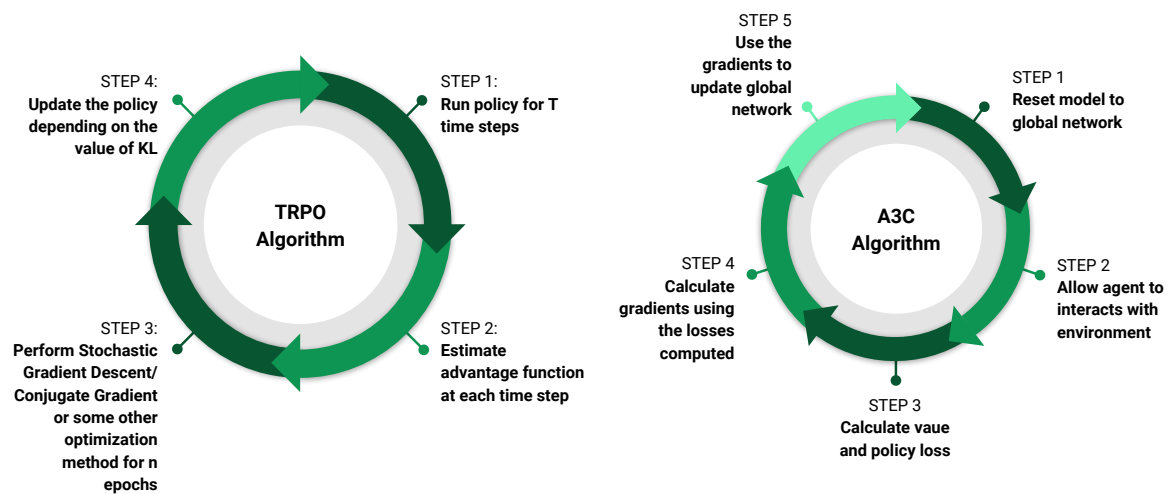 TRPO
Algorithm
STEP 1:
Run policy for T
time steps
STEP 2:
Estimate
advantage function
at each time step
STEP 3:
Perform Stochastic
Gradient Descent/
Conjugate Gradient
or some other
optimization
method for n
epochs
STEP 4:
Update the policy
depending on the
value of KL
A3C
Algorithm
STEP 1
Reset model to
global network
STEP 2
Allow agent to
interacts with
environment
STEP 3
Calculate vaue
and policy loss
STEP 4
Calculate
gradients using
the losses
computed
STEP 5
Use the
gradients to
update global
network